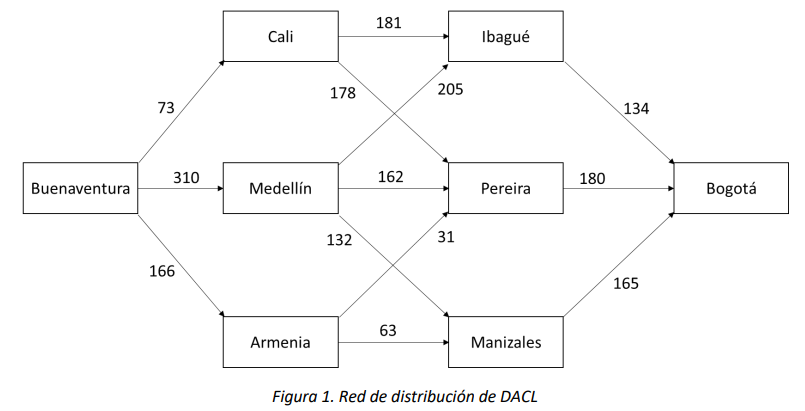 Cali
181
Ibagué
73
178
205
134
Buenaventura
310
Medellín
162
Pereira
180
Bogotá
166
132
31
165
Armenia
63
Manizales
Figura 1. Red de distribución de DACL